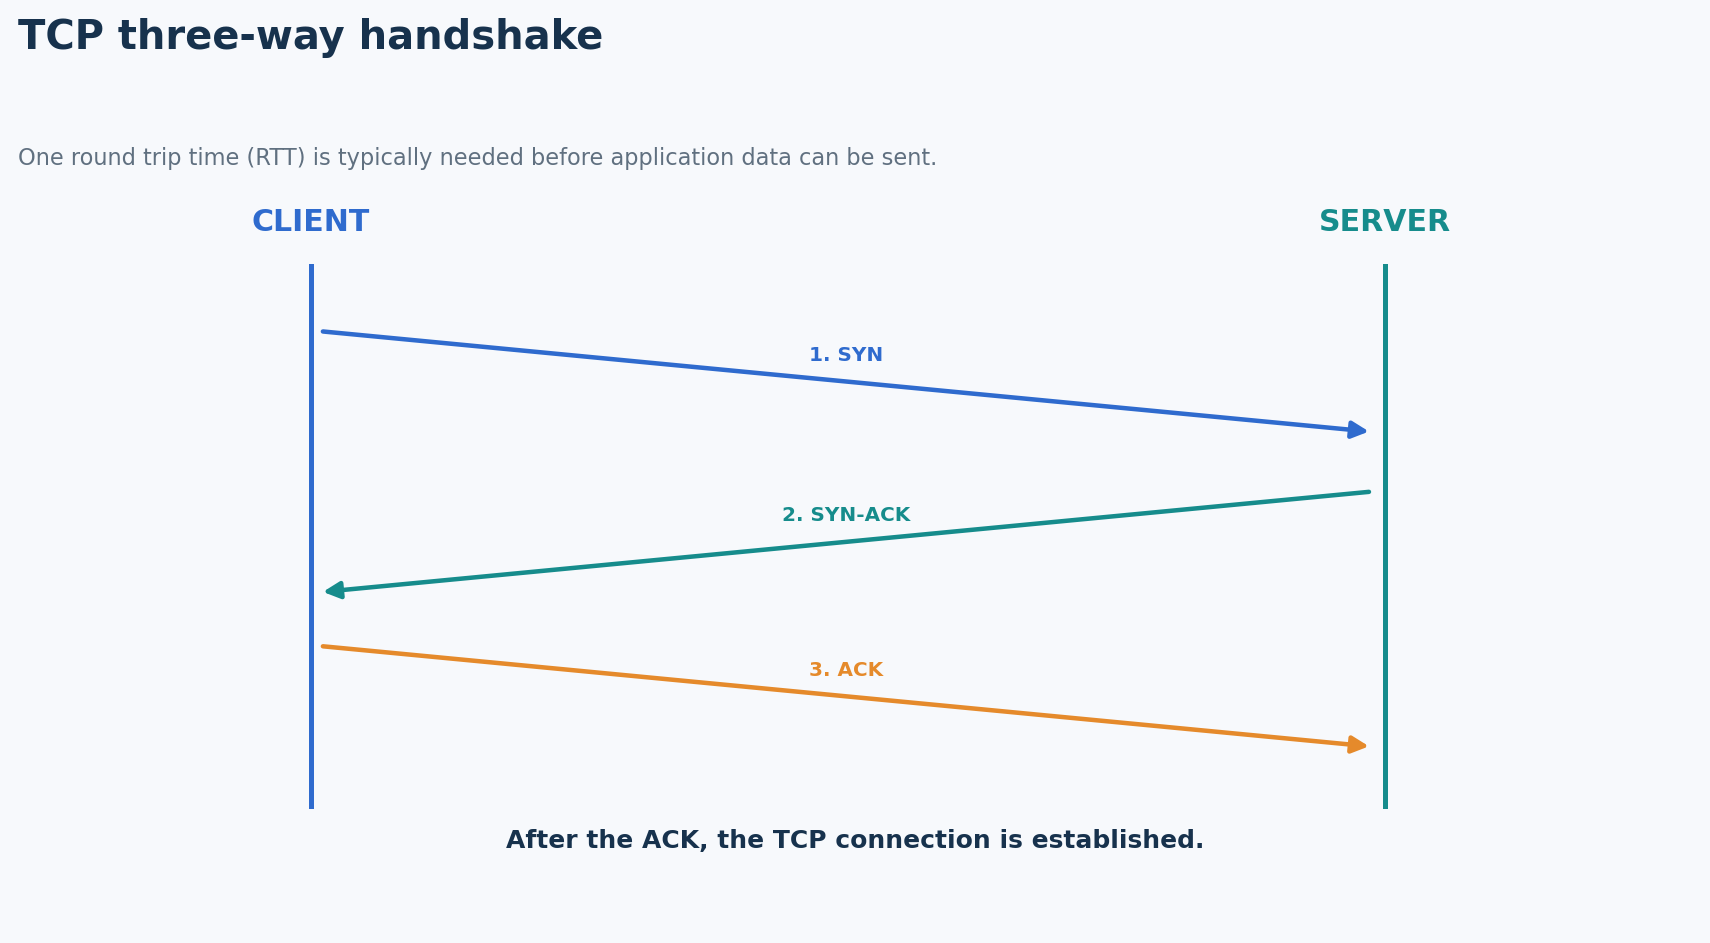 TCP three-way handshake
One round trip time (RTT) is typically needed before application data can be sent.
CLIENT
SERVER
1. SYN
2. SYN-ACK
3. ACK
After the ACK, the TCP connection is established.